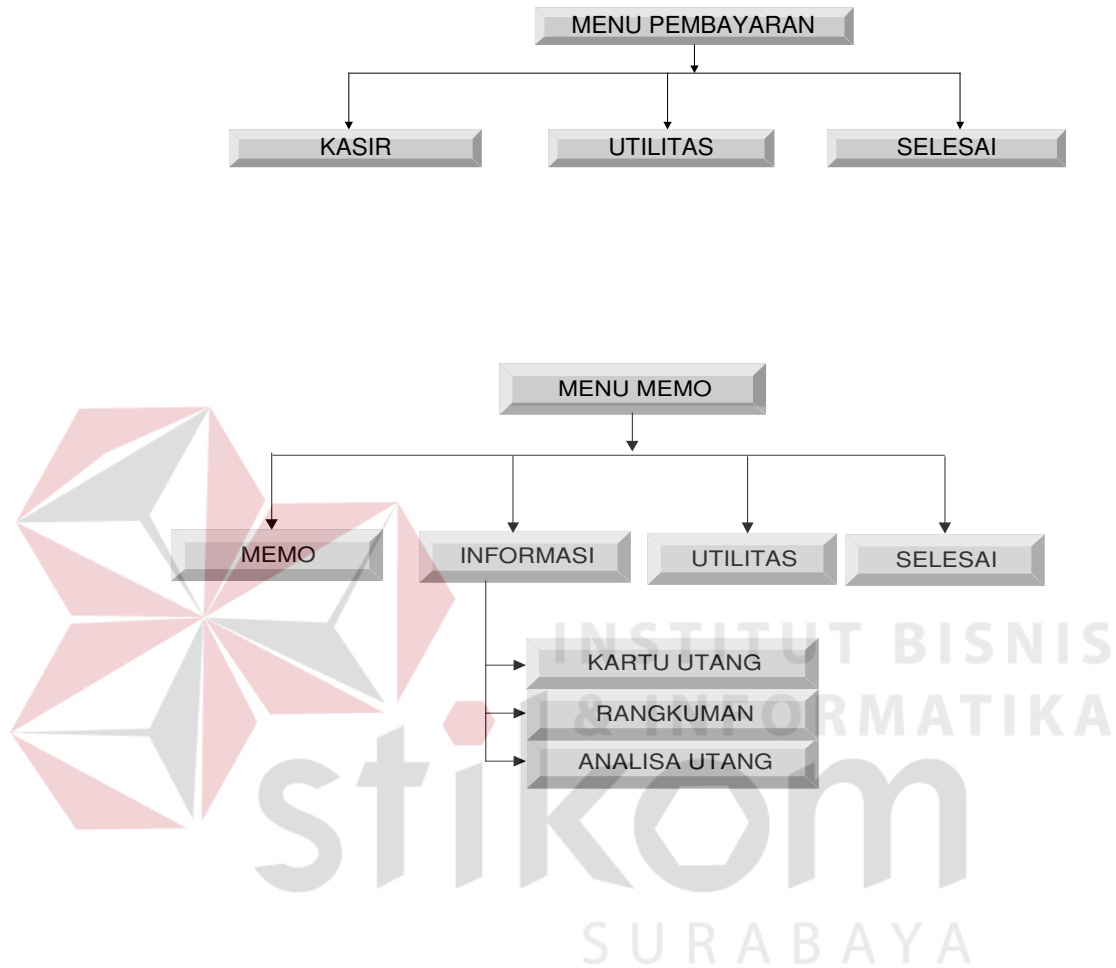 MENU PEMBAYARAN
KASIR UTILITAS SELESAI
MENU MEMO
MEMO INFORMASI UTILITAS SELESAI
KARTU UTANG
RANGKUMAN
ANALISA UTANG
INSTITUT BISNIS
& INFORMATIKA
stikom
SURABAYA